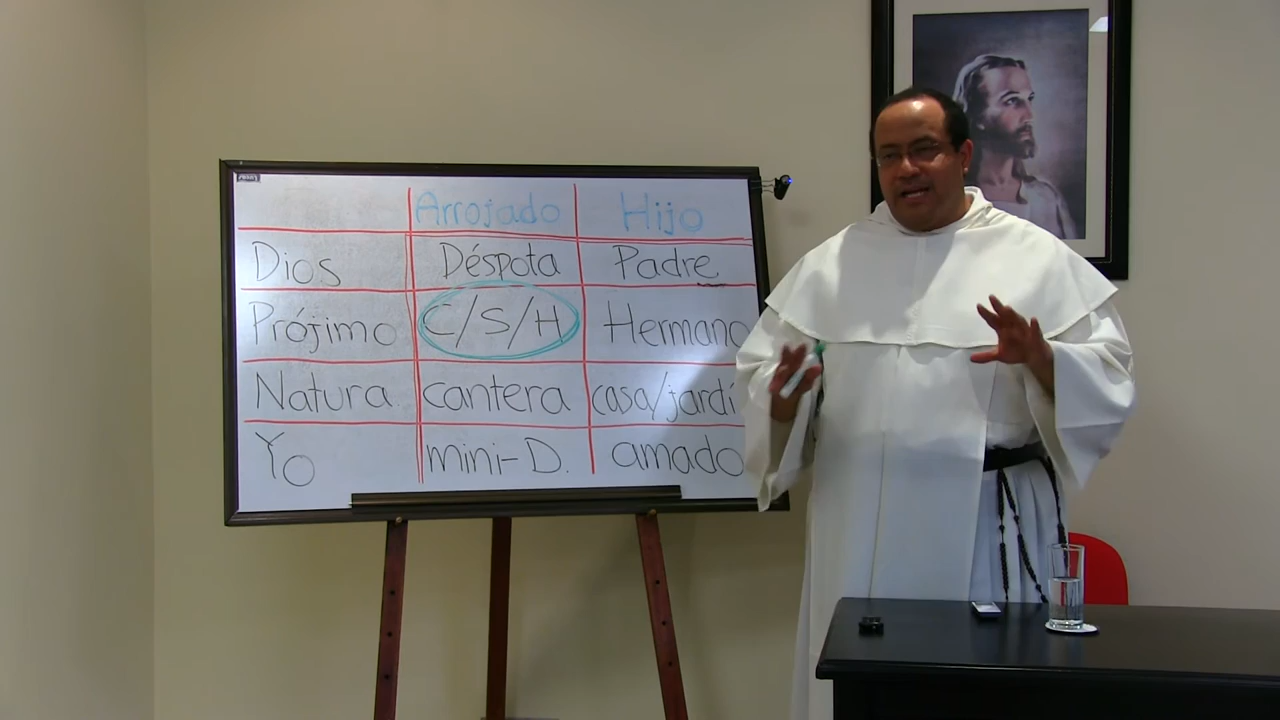 Arrojado Hijo
Dios Déspota Padre
Prójimo C/S/H Hermano
Natura cantera casa/jardí
Yo mini-D. amado